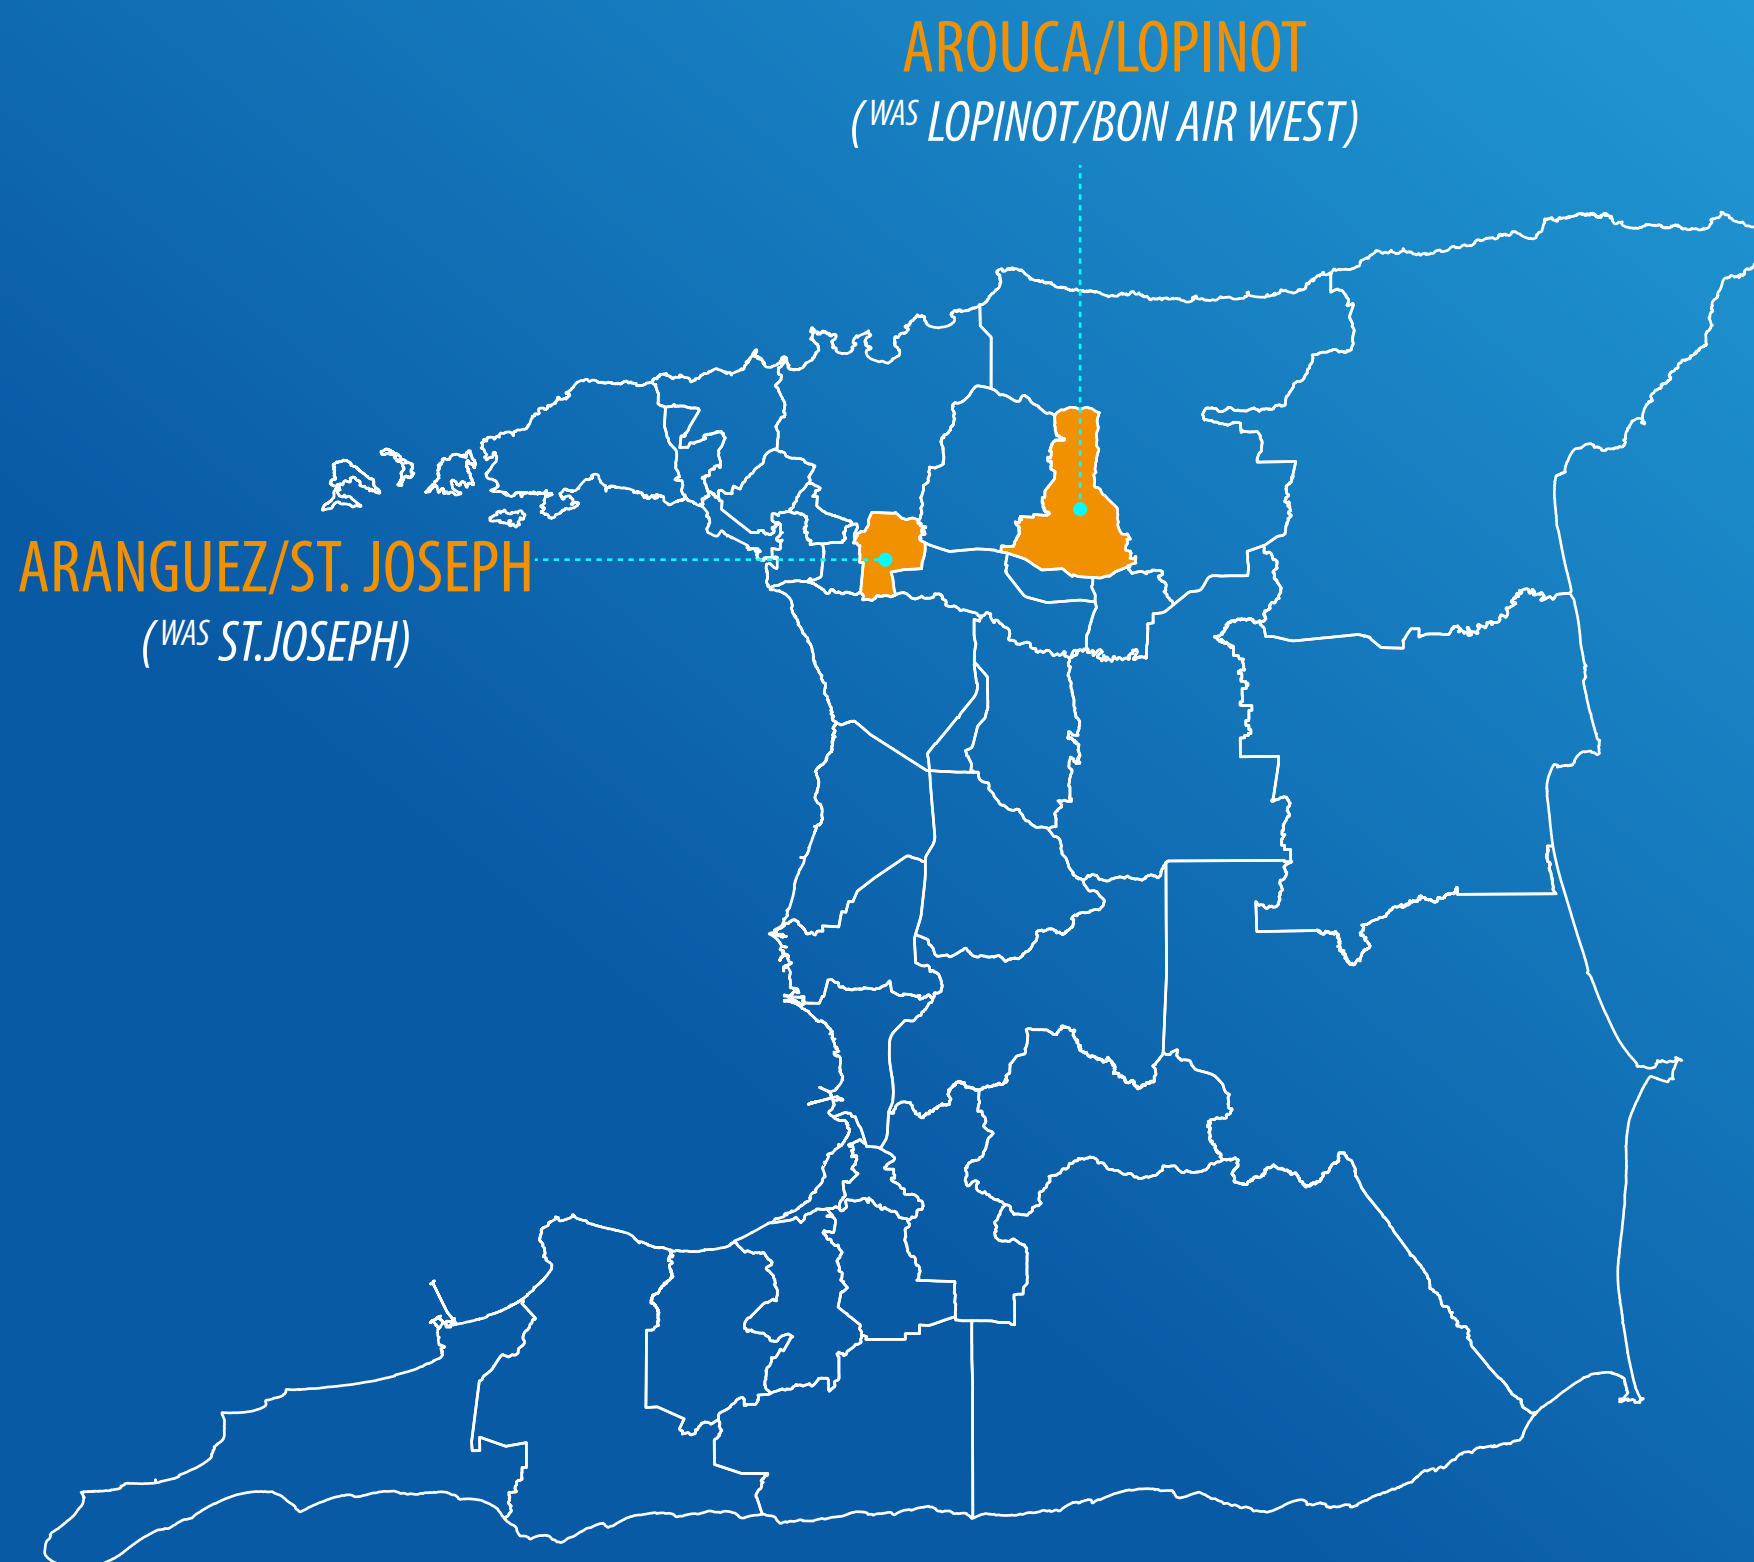 AROUCA/LOPINOT
(WAS LOPINOT/BON AIR WEST)
ARANGUEZ/ST. JOSEPH
(WAS ST.JOSEPH)